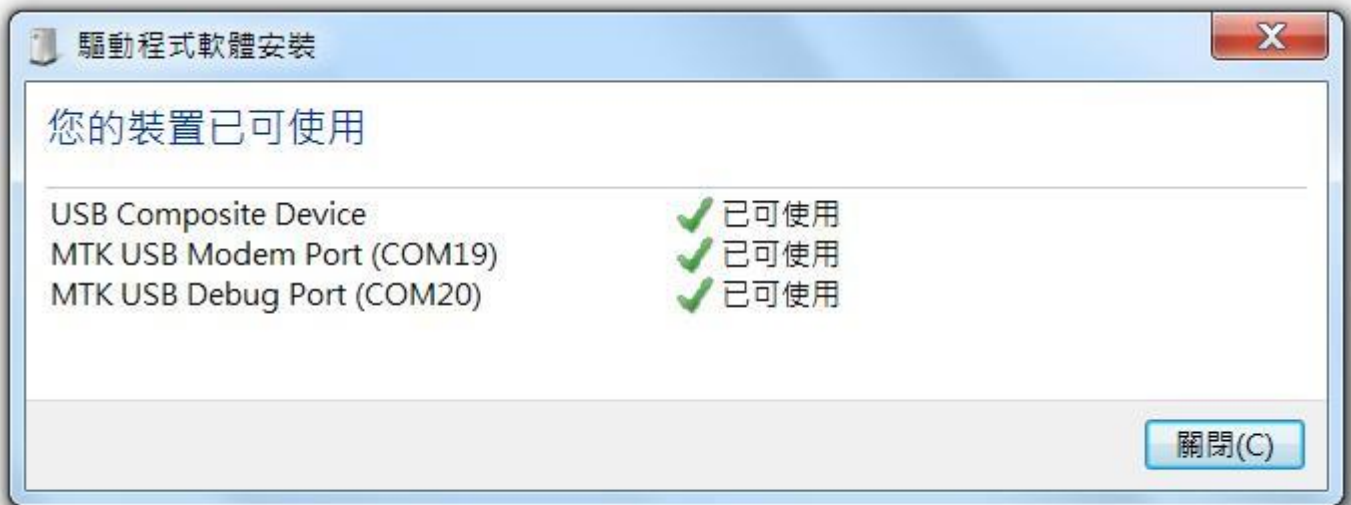 驅動程式軟體安裝
您的裝置已可使用
USB Composite Device 已可使用
MTK USB Modem Port (COM19) 已可使用
MTK USB Debug Port (COM20) 已可使用
關閉(C)